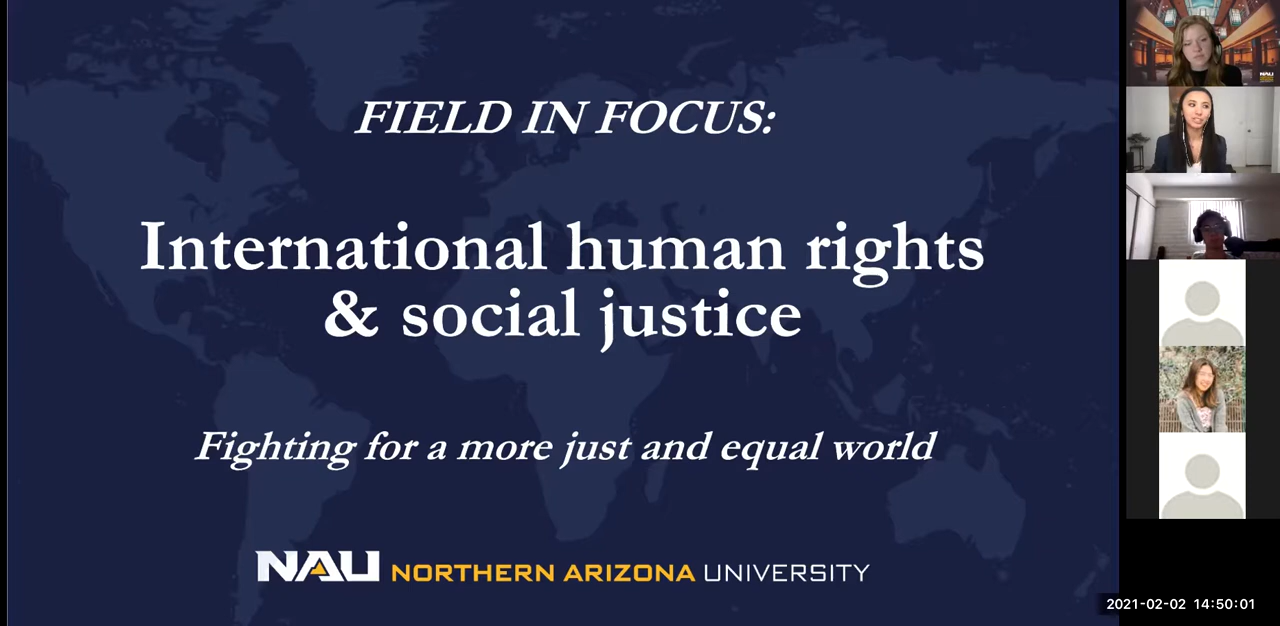 FIELD IN FOCUS:
International human rights
& social justice
Fighting for a more just and equal world
NAU NORTHERN ARIZONA UNIVERSITY
NAU
2021-02-02 14:50:01